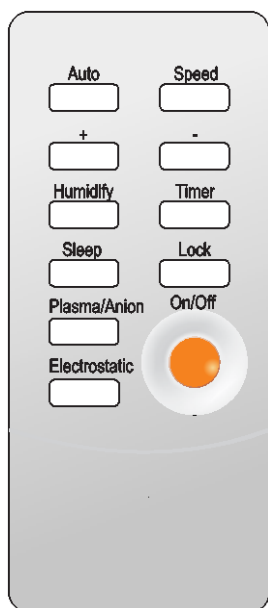 Auto Speed
+ -
Humidify Timer
Sleep Lock
Plasma/Anion On/Off
Electrostatic